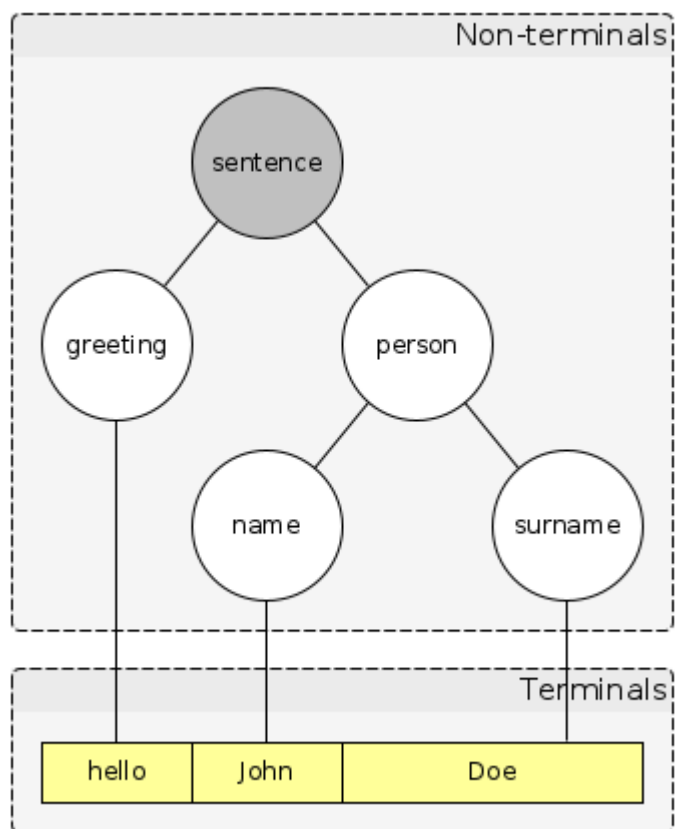 Non-terminals
sentence
greeting
person
name
surname
Terminals
hello
John
Doe